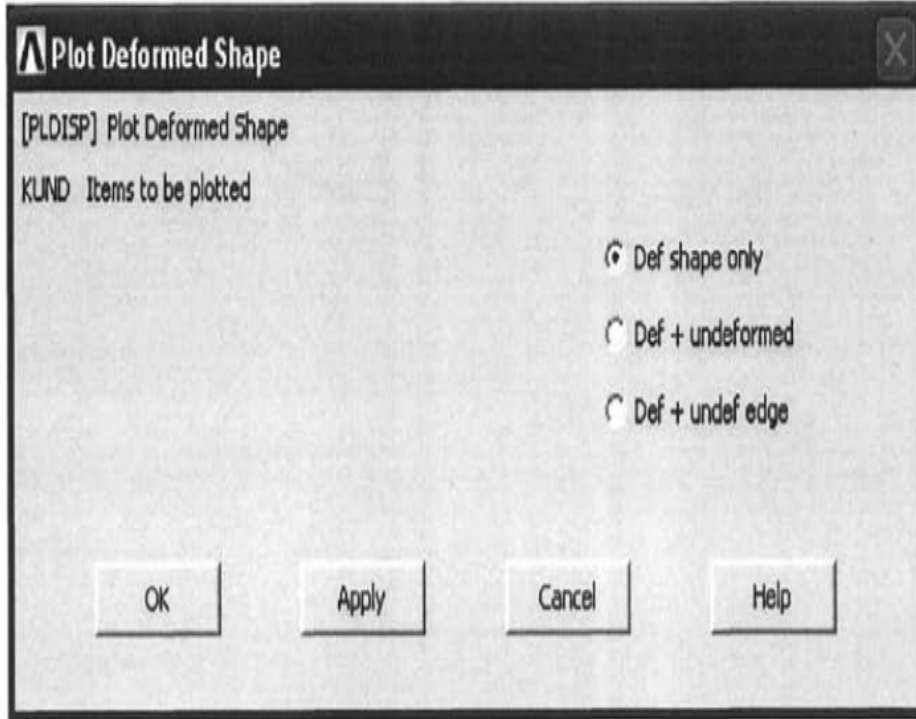 Plot Deformed Shape
[PLDISP] Plot Deformed Shape
KUND Items to be plotted
Def shape only
Def + undeformed
Def + undef edge
OK
Apply
Cancel
Help